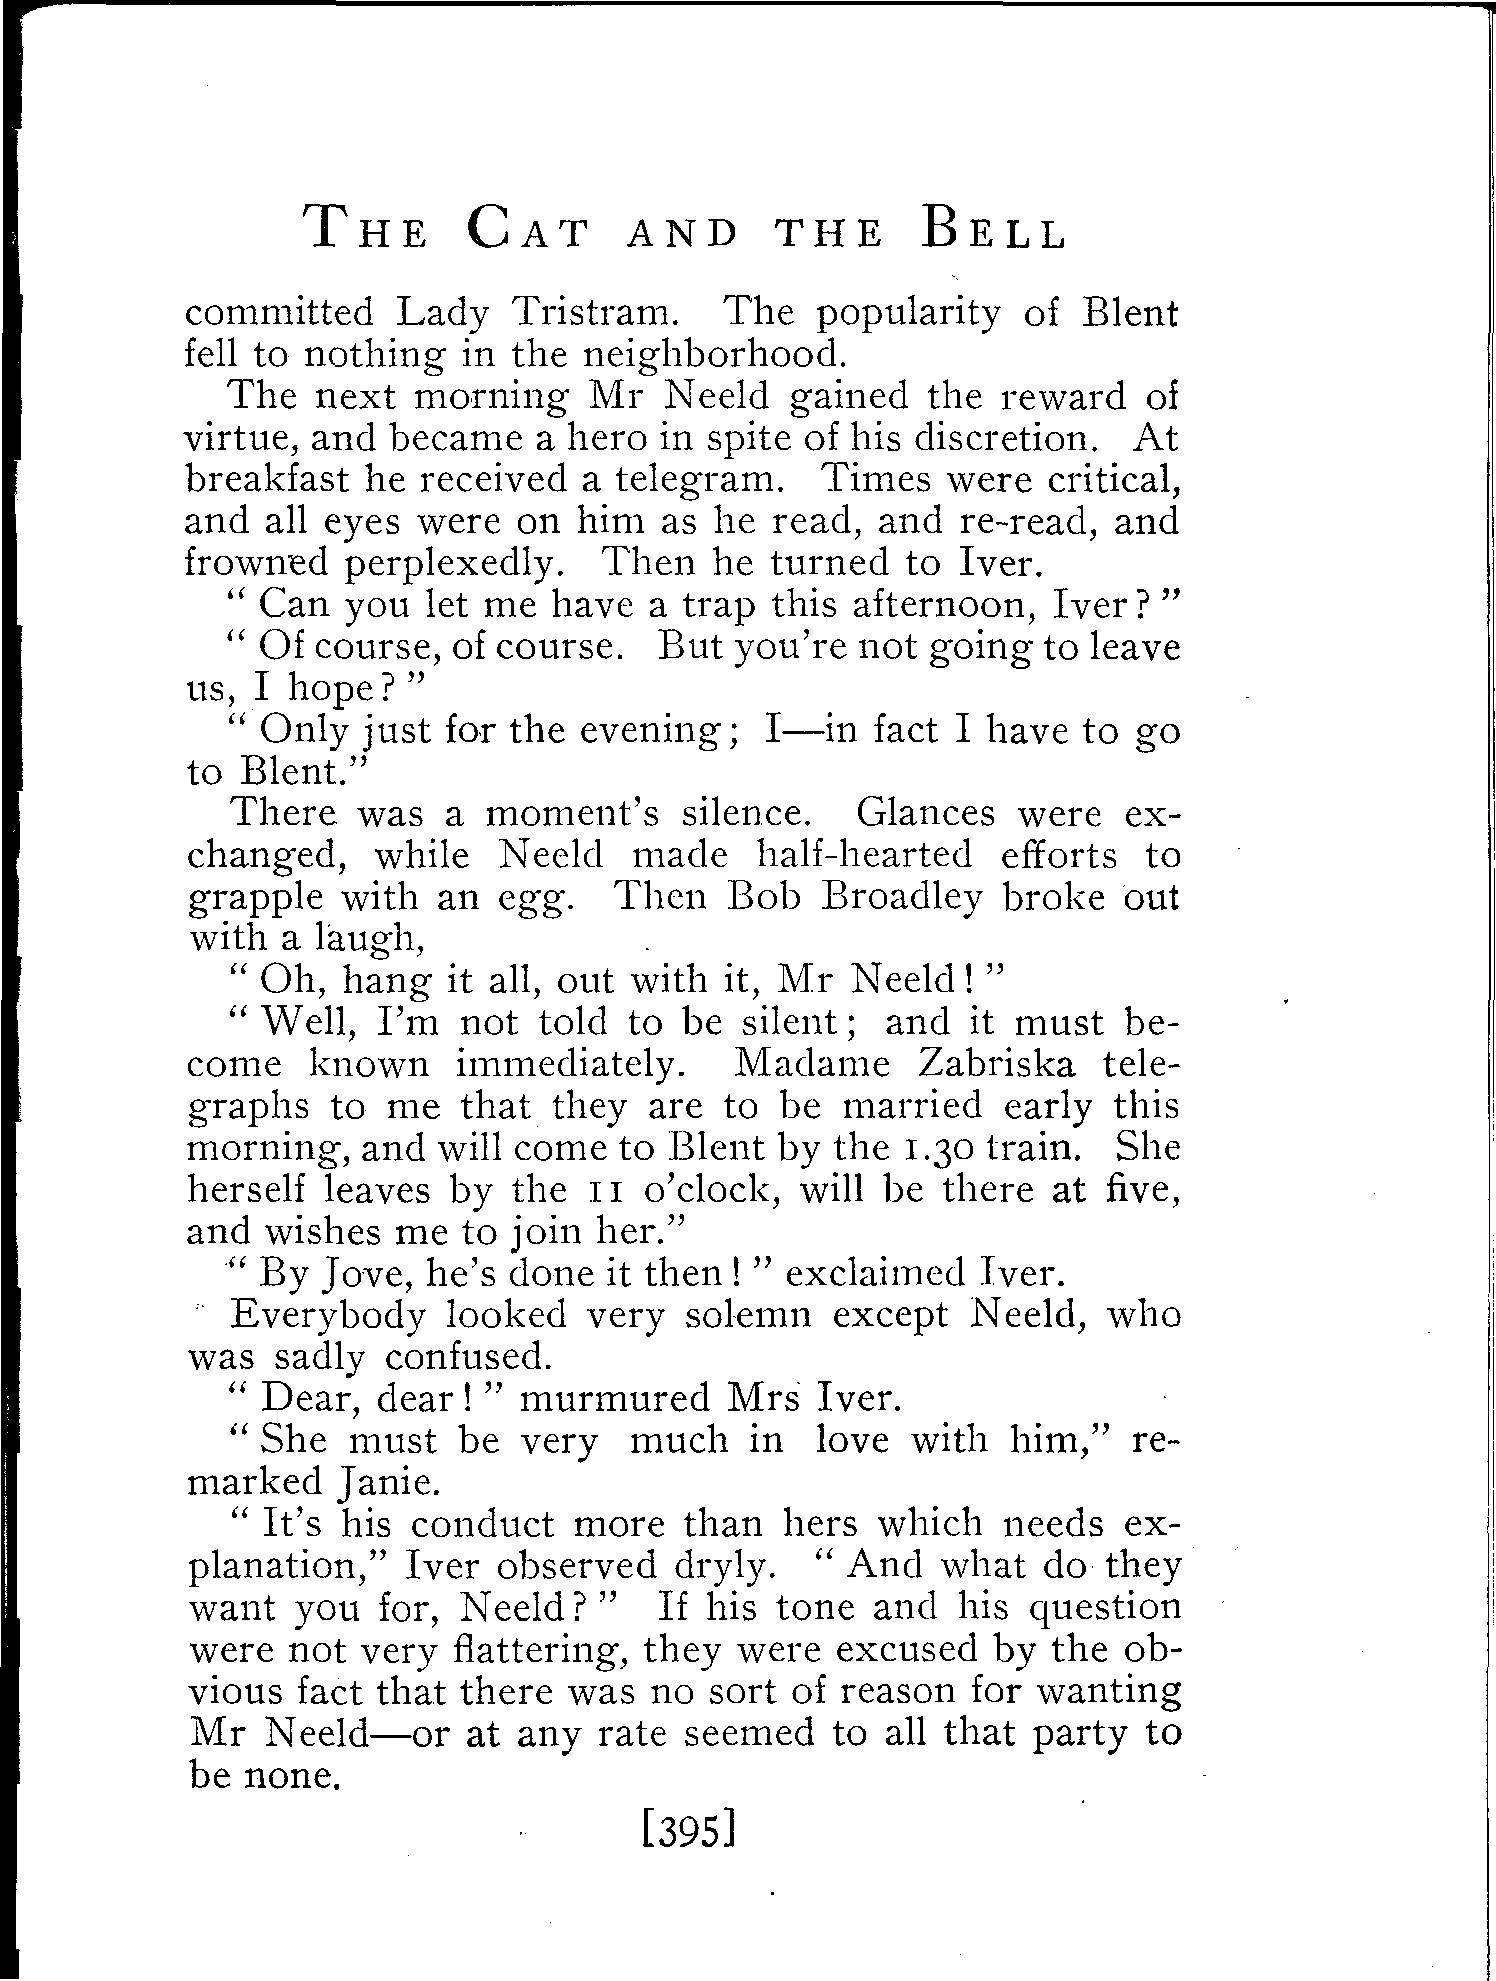 The Cat and the Bell
committed Lady Tristram. The popularity of Blent
fell to nothing in the neighborhood.
The next morning Mr Neeld gained the reward of
virtue, and became a hero in spite of his discretion. At
breakfast he received a telegram. Times were critical,
and all eyes were on him as he read, and re-read, and
frowned perplexedly. Then he turned to Iver.
“ Can you let me have a trap this afternoon, Iver? ”
“ Of course, of course. But you're not going to leave
us, I hope? ”
“ Only just for the evening; I—in fact I have to go
to Blent.”
There was a moment's silence. Glances were ex-
changed, while Neeld made half-hearted efforts to
grapple with an egg. Then Bob Broadley broke out
with a laugh,
“ Oh, hang it all, out with it, Mr Neeld! ”
“ Well, I'm not told to be silent; and it must be-
come known immediately. Madame Zabriska tele-
graphs to me that they are to be married early this
morning, and will come to Blent by the 1.30 train. She
herself leaves by the 11 o'clock, will be there at five,
and wishes me to join her.”
“ By Jove, he's done it then! ” exclaimed Iver.
Everybody looked very solemn except Neeld, who
was sadly confused.
“ Dear, dear! ” murmured Mrs Iver.
“ She must be very much in love with him,” re-
marked Janie.
“ It's his conduct more than hers which needs ex-
planation,” Iver observed dryly. “ And what do they
want you for, Neeld? ” If his tone and his question
were not very flattering, they were excused by the ob-
vious fact that there was no sort of reason for wanting
Mr Neeld—or at any rate seemed to all that party to
be none.
[395]